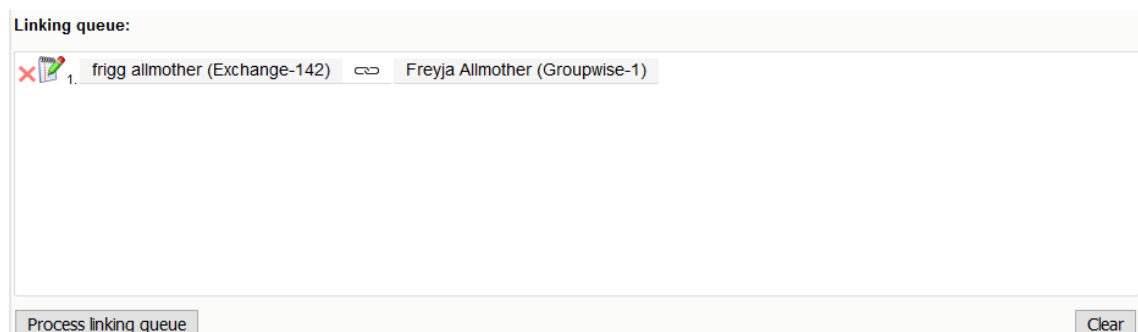 Linking queue:
1. frigg allmother (Exchange-142) Freyja Allmother (Groupwise-1)
Process linking queue Clear